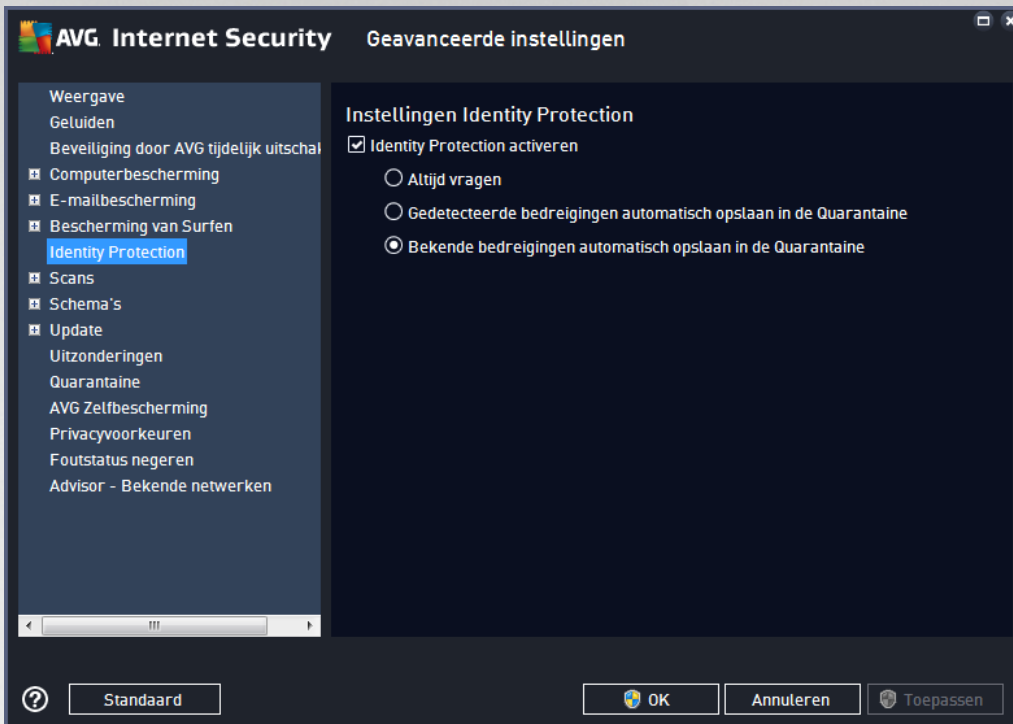 AVG. Internet Security Geavanceerde instellingen
Weergave
Geluiden
Beveiliging door AVG tijdelijk uitschal
Computerbescherming
E-mailbescherming
Bescherming van Surfen
Identity Protection
Scans
Schema's
Update
Uitzonderingen
Quarantaine
AVG Zelfbescherming
Privacyvoorkeuren
Foutstatus negeren
Advisor - Bekende netwerken
Instellingen Identity Protection
Identity Protection activeren
Altijd vragen
Gedetecteerde bedreigingen automatisch opslaan in de Quarantaine
Bekende bedreigingen automatisch opslaan in de Quarantaine
Standaard
OK
Annuleren
Toepassen